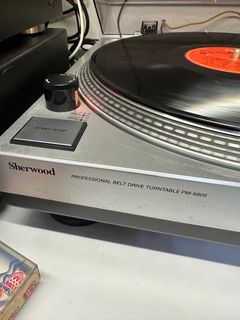 START·STOP
Sherwood
PROFESSIONAL BELT DRIVE TURNTABLE PM-9805